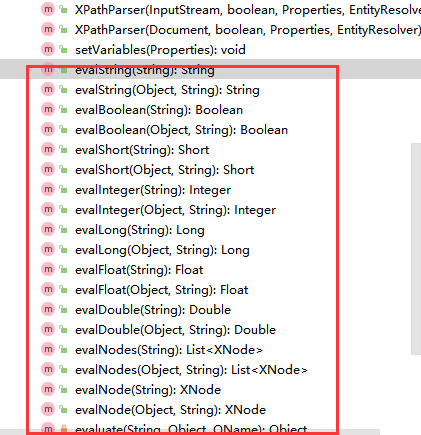 m XPathParser(InputStream, boolean, Properties, EntityResolver
m XPathParser(Document, boolean, Properties, EntityResolver)
m setVariables(Properties): void
m evalString(String): String
m evalString(Object, String): String
m evalBoolean(String): Boolean
m evalBoolean(Object, String): Boolean
m evalShort(String): Short
m evalShort(Object, String): Short
m evalInteger(String): Integer
m evalInteger(Object, String): Integer
m evalLong(String): Long
m evalLong(Object, String): Long
m evalFloat(String): Float
m evalFloat(Object, String): Float
m evalDouble(String): Double
m evalDouble(Object, String): Double
m evalNodes(String): List<XNode>
m evalNodes(Object, String): List<XNode>
m evalNode(String): XNode
m evalNode(Object, String): XNode
m evaluate(String, Object, QName): Object